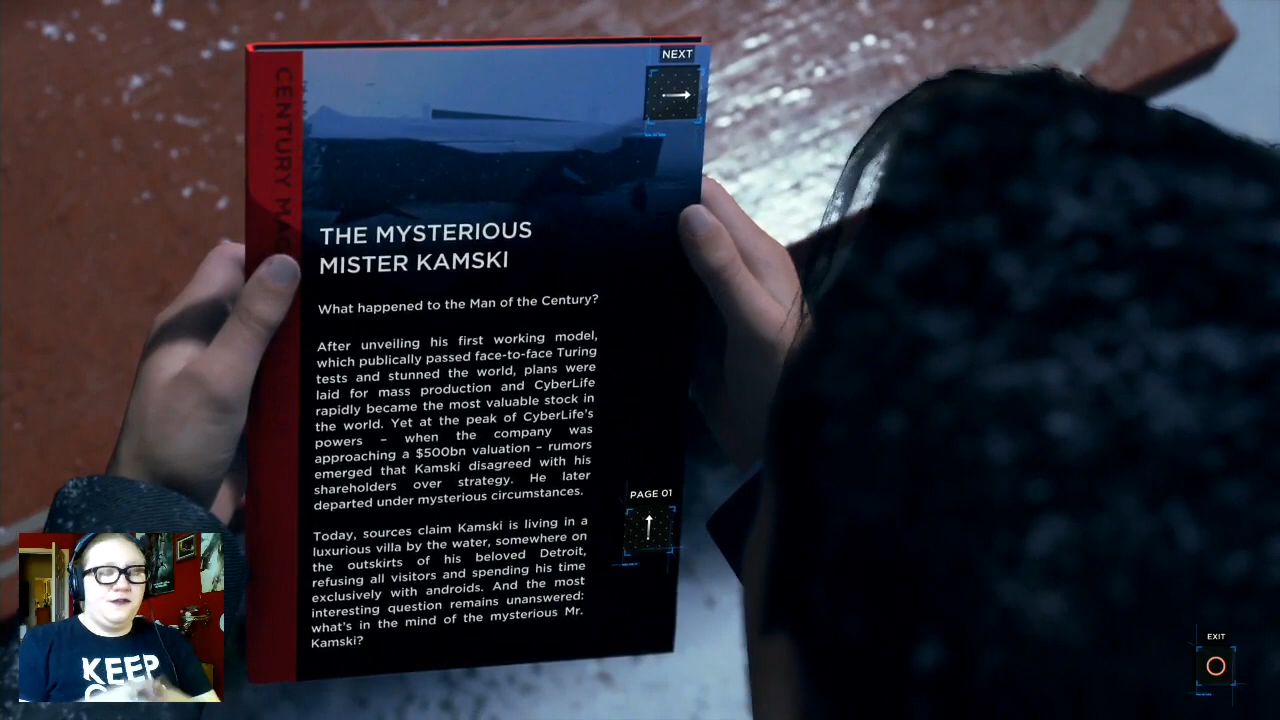 NEXT
CENTURY MAG
THE MYSTERIOUS
MISTER KAMSKI
What happened to the Man of the Century?
After unveiling his first working model,
which publically passed face-to-face Turing
tests and stunned the world, plans were
laid for mass production and CyberLife
rapidly became the most valuable stock in
the world. Yet at the peak of CyberLife's
powers – when the company was
approaching a $500bn valuation – rumors
emerged that Kamski disagreed with his
shareholders over strategy. He later
departed under mysterious circumstances.
Today, sources claim Kamski is living in a
luxurious villa by the water, somewhere on
the outskirts of his beloved Detroit,
refusing all visitors and spending his time
exclusively with androids. And the most
interesting question remains unanswered:
what's in the mind of the mysterious Mr.
Kamski?
PAGE 01
EXIT
KEEP